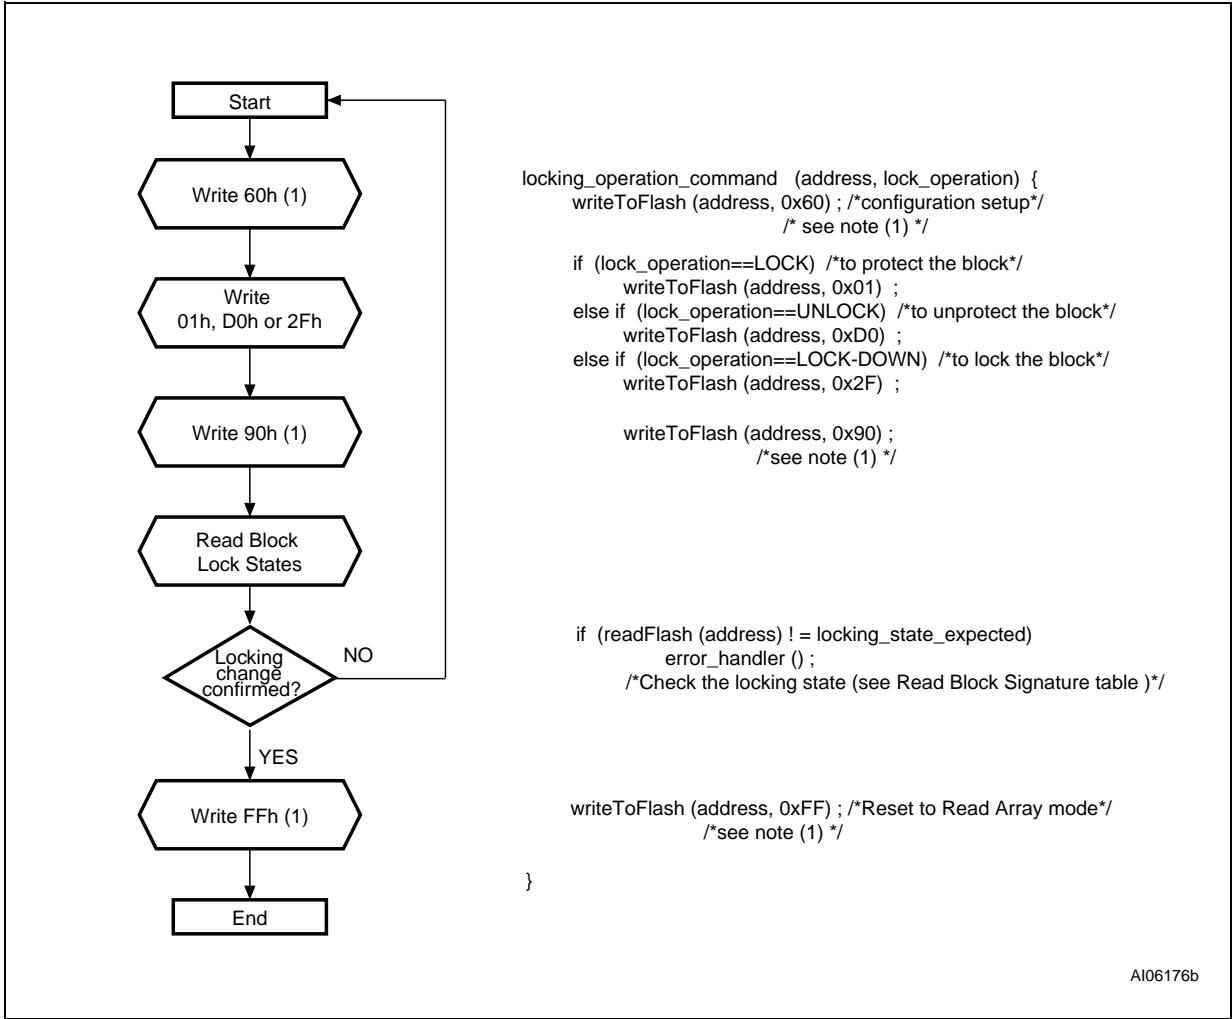 Start
Write 60h (1)
Write
01h, D0h or 2Fh
Write 90h (1)
Read Block
Lock States
Locking
change
confirmed?
NO
YES
Write FFh (1)
End
locking_operation_command (address, lock_operation) {
writeToFlash (address, 0x60) ; /*configuration setup*/
/* see note (1) */
if (lock_operation==LOCK) /*to protect the block*/
writeToFlash (address, 0x01) ;
else if (lock_operation==UNLOCK) /*to unprotect the block*/
writeToFlash (address, 0xD0) ;
else if (lock_operation==LOCK-DOWN) /*to lock the block*/
writeToFlash (address, 0x2F) ;
writeToFlash (address, 0x90) ;
/*see note (1) */
if (readFlash (address) ! = locking_state_expected)
error_handler () ;
/*Check the locking state (see Read Block Signature table )*/
writeToFlash (address, 0xFF) ; /*Reset to Read Array mode*/
/*see note (1) */
}
AI06176b